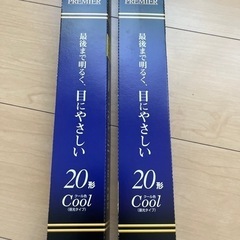 PREMIER
最後まで明るく、
目にやさしい
20形
クール色
Cool
(昼光タイプ)
PREMIER
最後まで明るく、
目にやさしい
20形
クール色
Cool
(昼光タイプ)